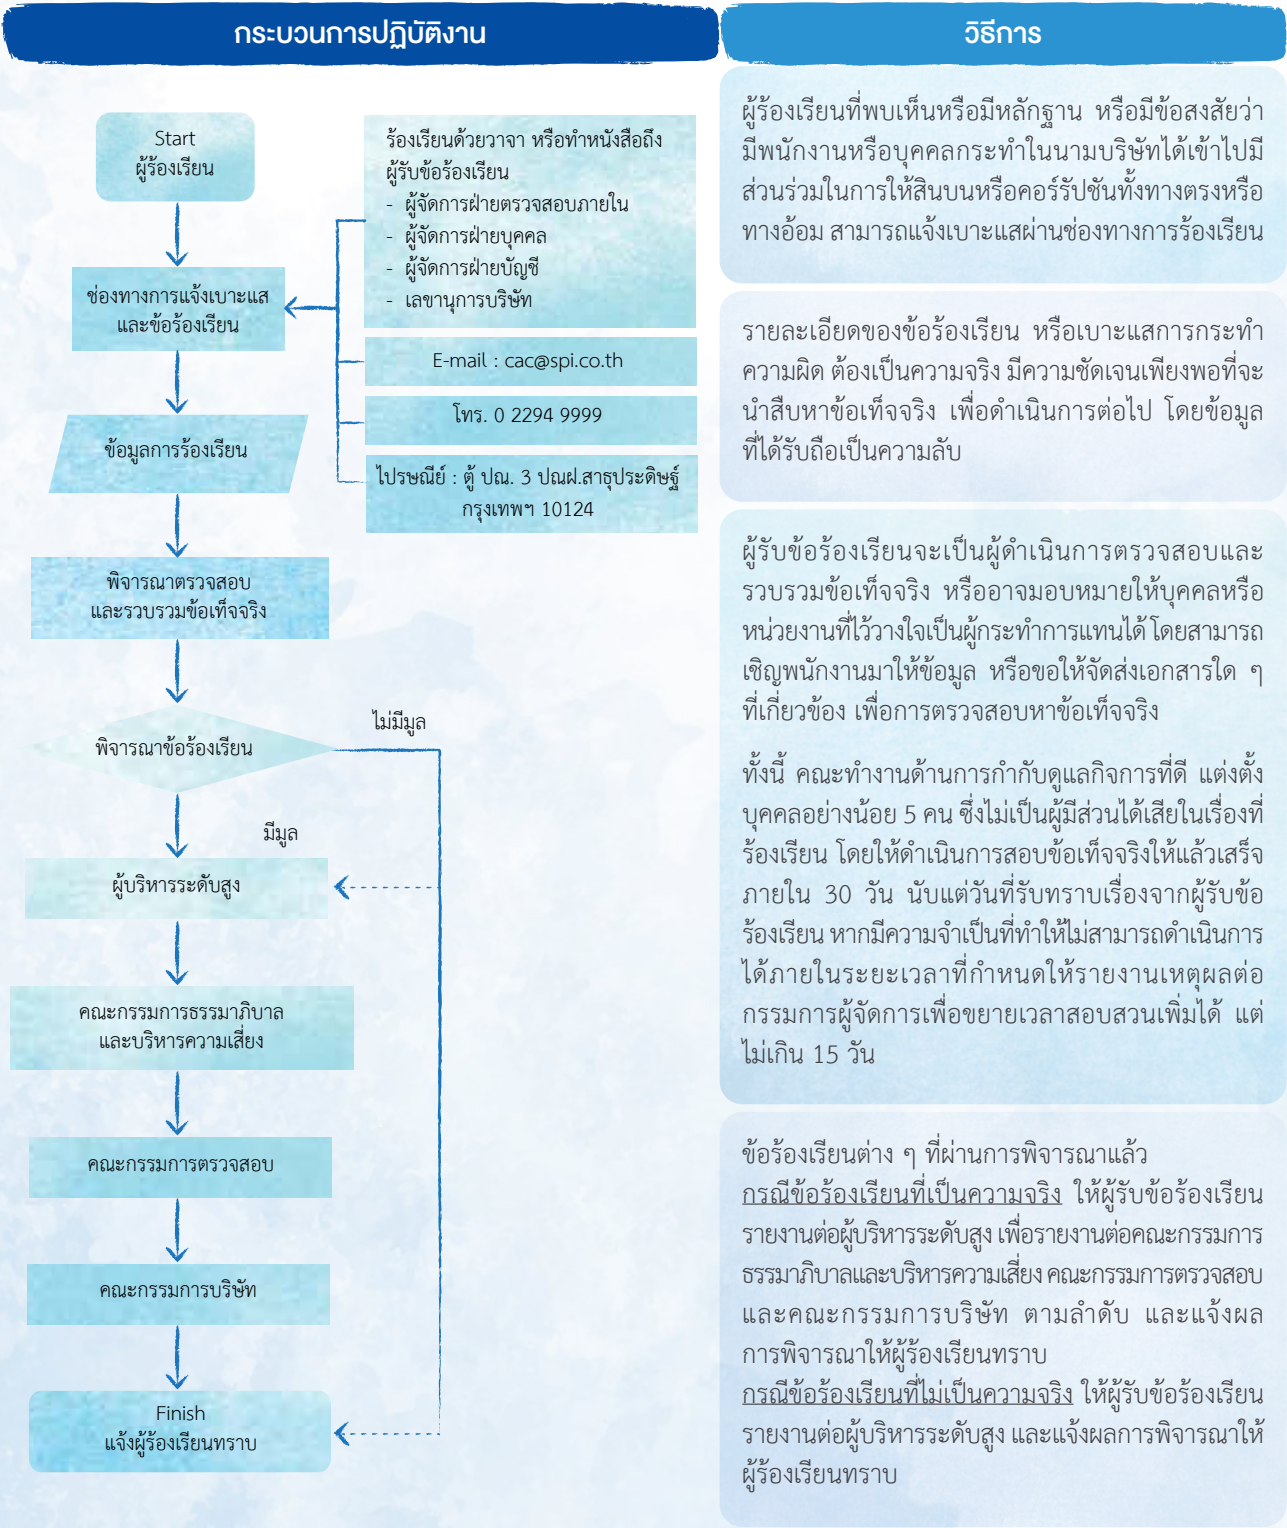 กระบวนการปฏิบัติงาน
Start
ผู้ร้องเรียน
ช่องทางการแจ้งเบาะแส
และข้อร้องเรียน
ร้องเรียนด้วยวาจา หรือทำหนังสือถึง
ผู้รับข้อร้องเรียน
- ผู้จัดการฝ่ายตรวจสอบภายใน
- ผู้จัดการฝ่ายบุคคล
- ผู้จัดการฝ่ายบัญชี
- เลขานุการบริษัท
E-mail : cac@spi.co.th
โทร. 0 2294 9999
ไปรษณีย์ : ตู้ ปณ. 3 ปณฝ.สาธุประดิษฐ์
กรุงเทพฯ 10124
ข้อมูลการร้องเรียน
พิจารณาตรวจสอบ
และรวบรวมข้อเท็จจริง
พิจารณาข้อร้องเรียน
ไม่มีมูล
มีมูล
ผู้บริหารระดับสูง
คณะกรรมการธรรมาภิบาล
และบริหารความเสี่ยง
คณะกรรมการตรวจสอบ
คณะกรรมการบริษัท
Finish
แจ้งผู้ร้องเรียนทราบ
วิธีการ
ผู้ร้องเรียนที่พบเห็นหรือมีหลักฐาน หรือมีข้อสงสัยว่า
มีพนักงานหรือบุคคลกระทำในนามบริษัทได้เข้าไปมี
ส่วนร่วมในการให้สินบนหรือคอร์รัปชันทั้งทางตรงหรือ
ทางอ้อม สามารถแจ้งเบาะแสผ่านช่องทางการร้องเรียน
รายละเอียดของข้อร้องเรียน หรือเบาะแสการกระทำ
ความผิด ต้องเป็นความจริง มีความชัดเจนเพียงพอที่จะ
นำสืบหาข้อเท็จจริง เพื่อดำเนินการต่อไป โดยข้อมูล
ที่ได้รับถือเป็นความลับ
ผู้รับข้อร้องเรียนจะเป็นผู้ดำเนินการตรวจสอบและ
รวบรวมข้อเท็จจริง หรืออาจมอบหมายให้บุคคลหรือ
หน่วยงานที่ไว้วางใจเป็นผู้กระทำการแทนได้ โดยสามารถ
เชิญพนักงานมาให้ข้อมูล หรือขอให้จัดส่งเอกสารใด ๆ
ที่เกี่ยวข้อง เพื่อการตรวจสอบหาข้อเท็จจริง
ทั้งนี้ คณะทำงานด้านการกำกับดูแลกิจการที่ดี แต่งตั้ง
บุคคลอย่างน้อย 5 คน ซึ่งไม่เป็นผู้มีส่วนได้เสียในเรื่องที่
ร้องเรียน โดยให้ดำเนินการสอบข้อเท็จจริงให้แล้วเสร็จ
ภายใน 30 วัน นับแต่วันที่รับทราบเรื่องจากผู้รับข้อ
ร้องเรียน หากมีความจำเป็นที่ทำให้ไม่สามารถดำเนินการ
ได้ภายในระยะเวลาที่กำหนดให้รายงานเหตุผลต่อ
กรรมการผู้จัดการเพื่อขยายเวลาสอบสวนเพิ่มได้ แต่
ไม่เกิน 15 วัน
ข้อร้องเรียนต่าง ๆ ที่ผ่านการพิจารณาแล้ว
กรณีข้อร้องเรียนที่เป็นความจริง ให้ผู้รับข้อร้องเรียน
รายงานต่อผู้บริหารระดับสูง เพื่อรายงานต่อคณะกรรมการ
ธรรมาภิบาลและบริหารความเสี่ยง คณะกรรมการตรวจสอบ
และคณะกรรมการบริษัท ตามลำดับ และแจ้งผล
การพิจารณาให้ผู้ร้องเรียนทราบ
กรณีข้อร้องเรียนที่ไม่เป็นความจริง ให้ผู้รับข้อร้องเรียน
รายงานต่อผู้บริหารระดับสูง และแจ้งผลการพิจารณาให้
ผู้ร้องเรียนทราบ